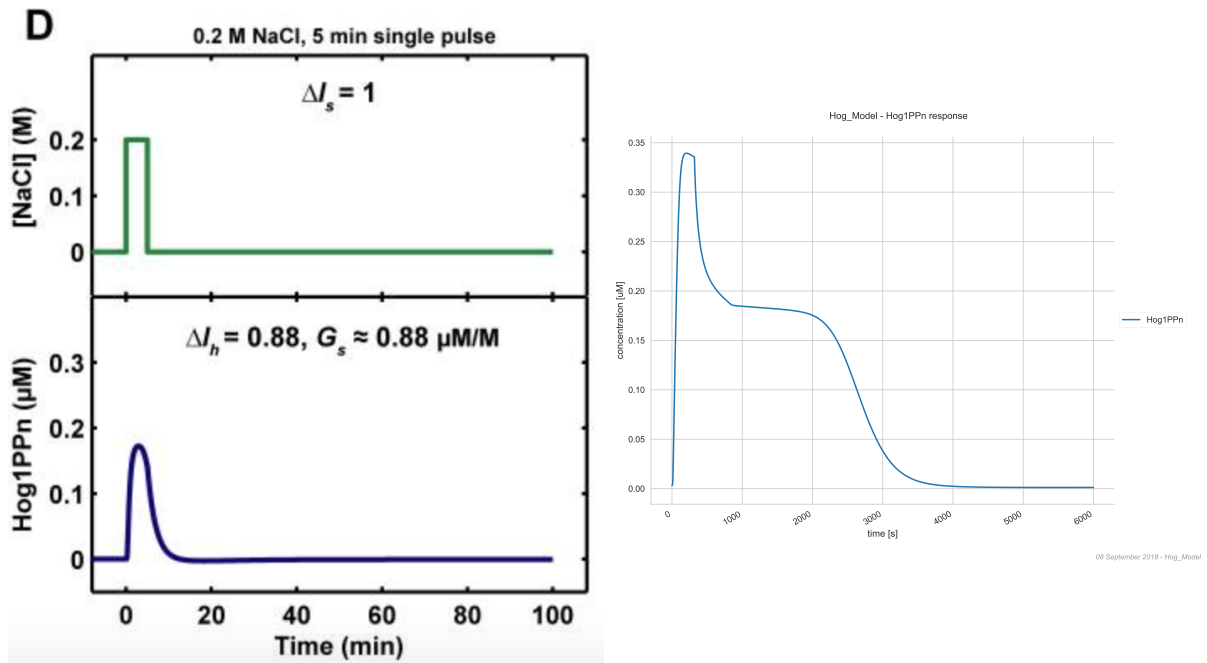 D
0.2 M NaCl, 5 min single pulse
ΔIs = 1
[NaCl] (M)
0.2
0.1
0
ΔIh = 0.88, Gs ≈ 0.88 μM/M
Hog1PPn (μM)
0.3
0.2
0.1
0
0 20 40 60 80 100
Time (min)
Hog_Model - Hog1PPn response
concentration [uM]
0.35
0.30
0.25
0.20
0.15
0.10
0.05
0.00
0 1000 2000 3000 4000 5000 6000
time [s]
Hog1PPn
08 September 2018 - Hog_Model